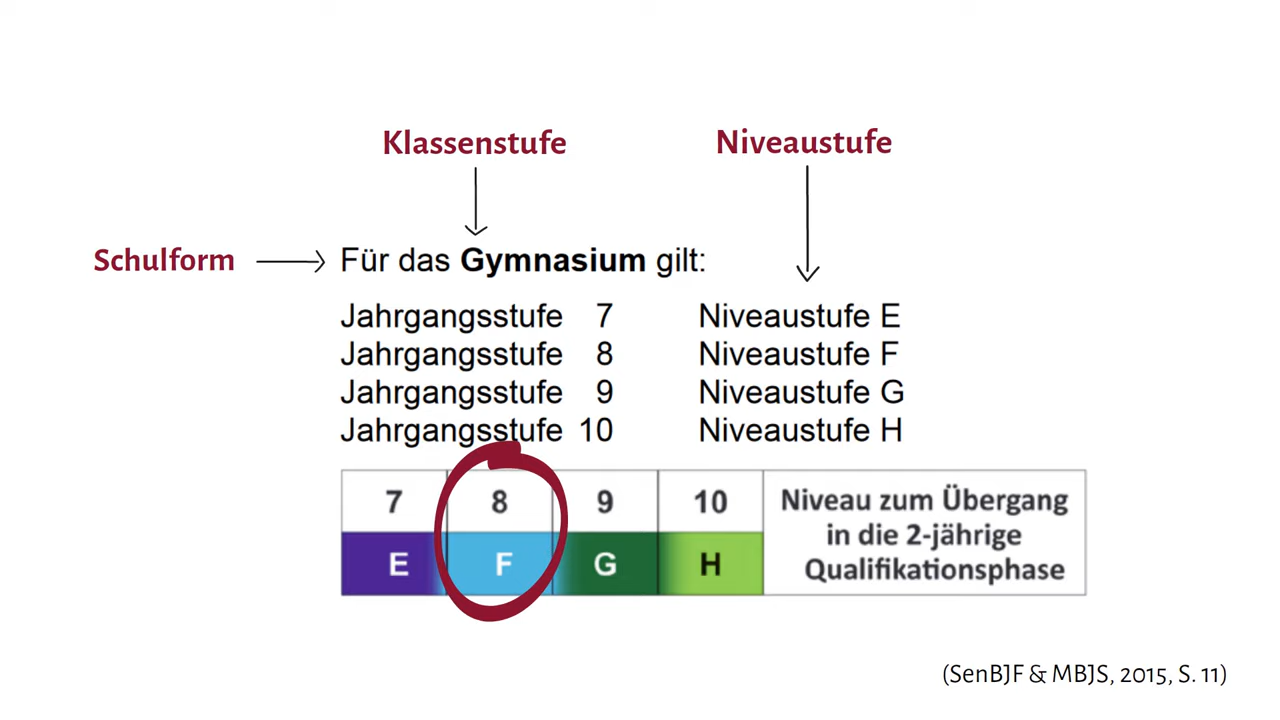 Klassenstufe
Niveaustufe
Schulform
Für das Gymnasium gilt:
Jahrgangsstufe 7 Niveaustufe E
Jahrgangsstufe 8 Niveaustufe F
Jahrgangsstufe 9 Niveaustufe G
Jahrgangsstufe 10 Niveaustufe H
7 8 9 10
E F G H
Niveau zum Übergang
in die 2-jährige
Qualifikationsphase
(SenBJF & MBJS, 2015, S. 11)